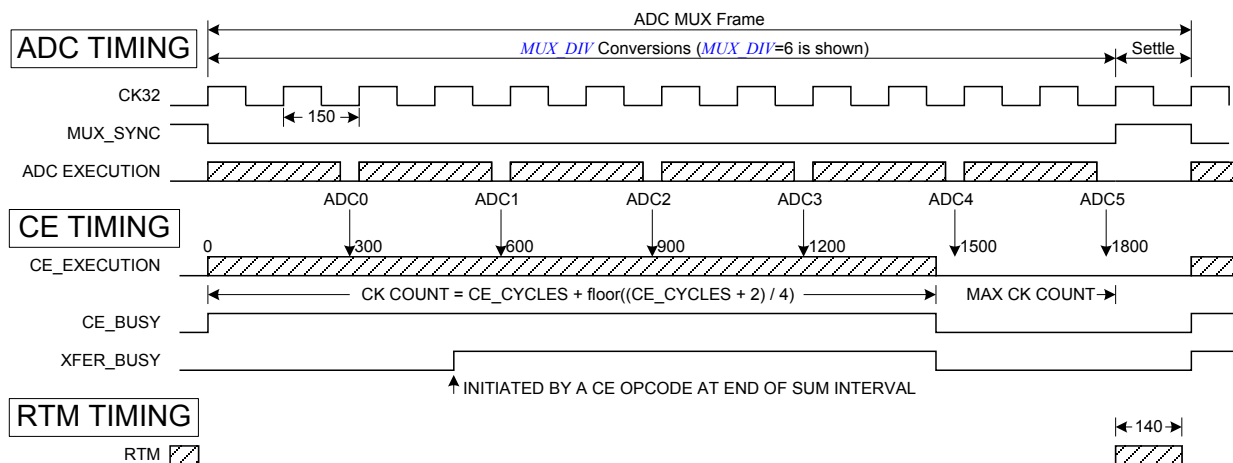 ADC MUX Frame
ADC TIMING
MUX_DIV Conversions (MUX_DIV=6 is shown)
Settle
CK32
150
MUX_SYNC
ADC EXECUTION
ADC0 ADC1 ADC2 ADC3 ADC4 ADC5
CE TIMING
0 300 600 900 1200 1500 1800
CE_EXECUTION
CK COUNT = CE_CYCLES + floor((CE_CYCLES + 2) / 4)
MAX CK COUNT
CE_BUSY
XFER_BUSY
INITIATED BY A CE OPCODE AT END OF SUM INTERVAL
RTM TIMING
140
RTM